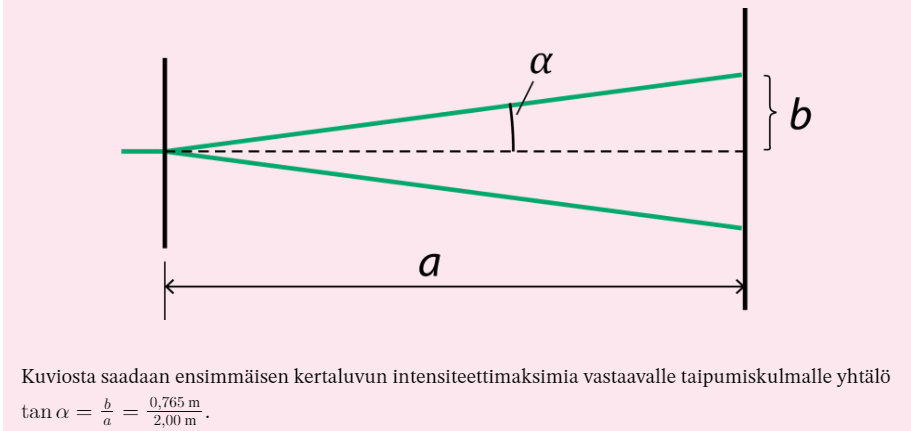 α
b
a
Kuviosta saadaan ensimmäisen kertaluvun intensiteettimaksimia vastaavalle taipumiskulmalle yhtälö
tan α = b/a = 0,765 m/2,00 m.